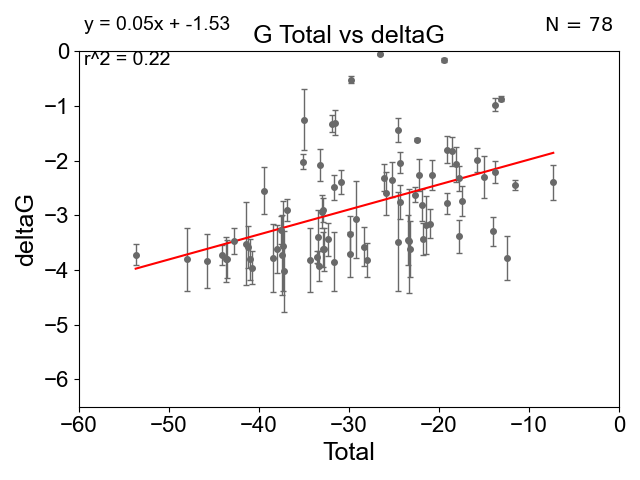 y = 0.05x + -1.53
N = 78
G Total vs deltaG
r^2 = 0.22
0
−1
−2
−3
−4
−5
−6
deltaG
−60 −50 −40 −30 −20 −10 0
Total